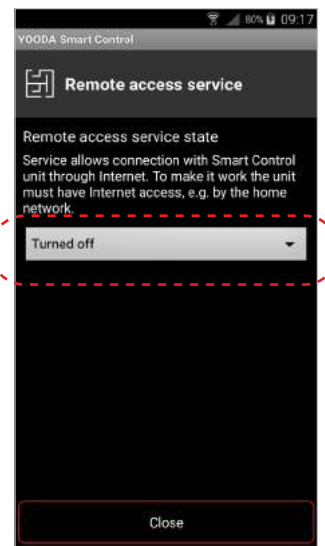 80% 09:17
YOODA Smart Control
Remote access service
Remote access service state
Service allows connection with Smart Control
unit through Internet. To make it work the unit
must have Internet access, e.g. by the home
network.
Turned off
Close